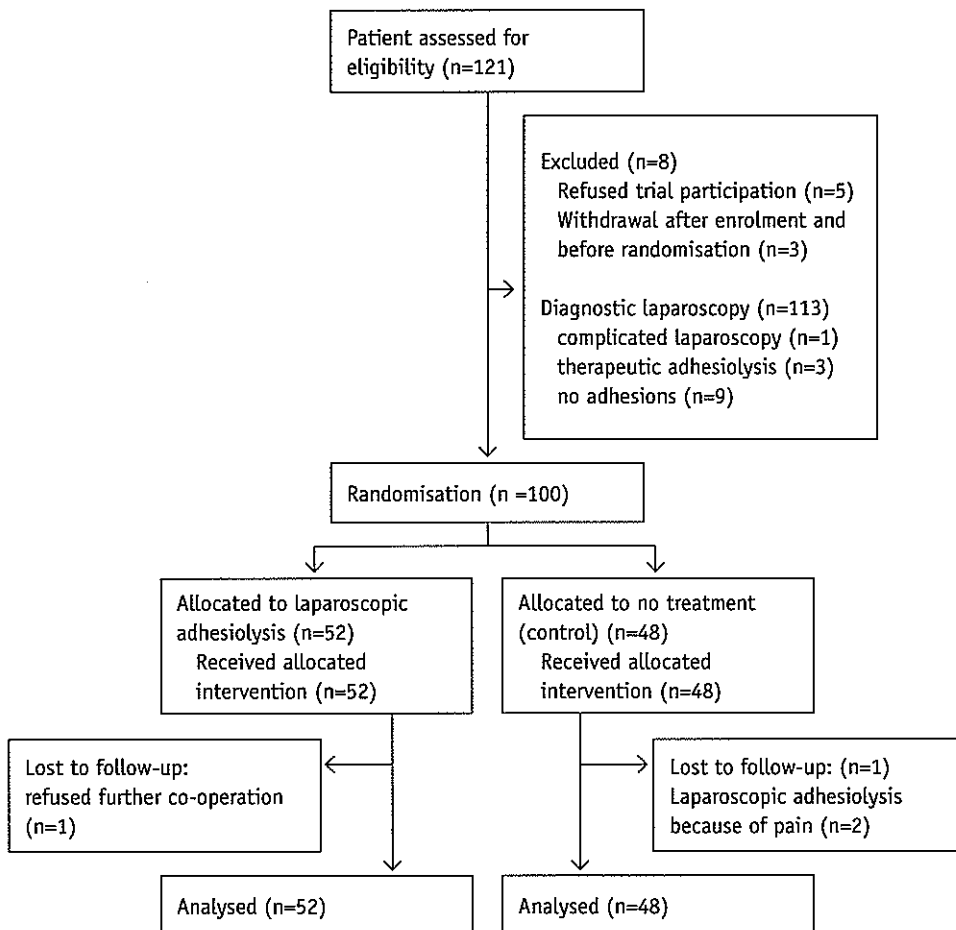 Patient assessed for
eligibility (n=121)
Excluded (n=8)
Refused trial participation (n=5)
Withdrawal after enrolment and
before randomisation (n=3)
Diagnostic laparoscopy (n=113)
complicated laparoscopy (n=1)
therapeutic adhesiolysis (n=3)
no adhesions (n=9)
Randomisation (n =100)
Allocated to laparoscopic
adhesiolysis (n=52)
Received allocated
intervention (n=52)
Allocated to no treatment
(control) (n=48)
Received allocated
intervention (n=48)
Lost to follow-up:
refused further co-operation
(n=1)
Lost to follow-up: (n=1)
Laparoscopic adhesiolysis
because of pain (n=2)
Analysed (n=52)
Analysed (n=48)